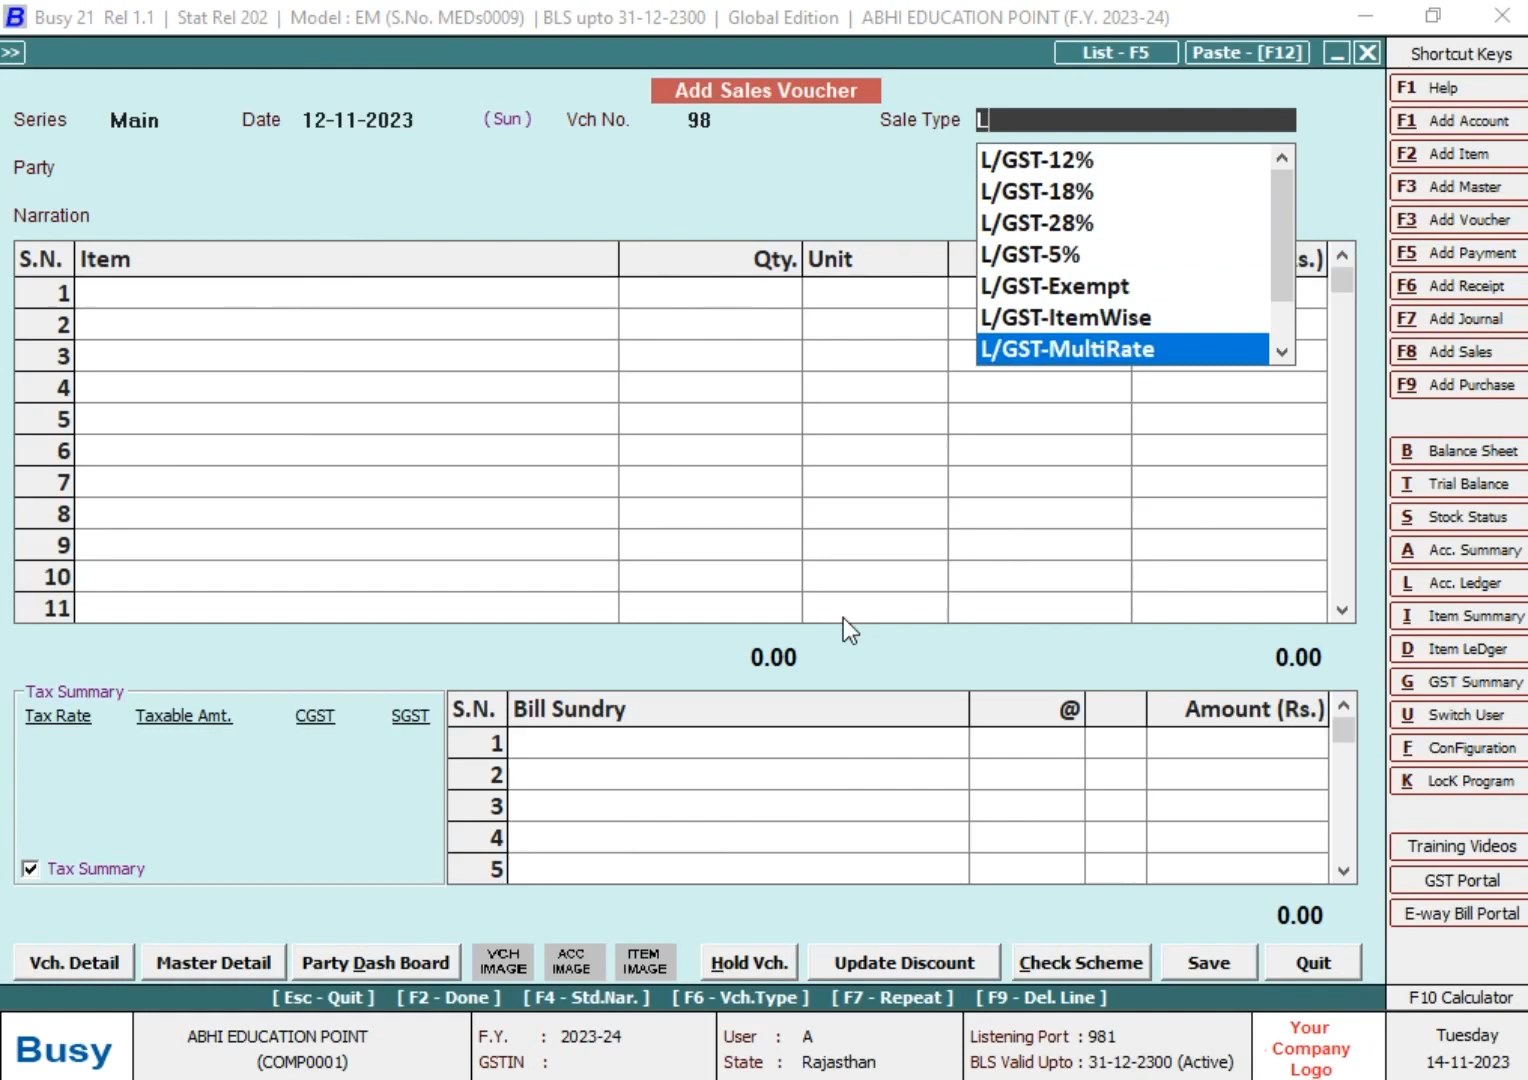 B Busy 21 Rel 1.1 | Stat Rel 202 | Model : EM (S.No. MEDs0009) | BLS upto 31-12-2300 | Global Edition | ABHI EDUCATION POINT (F.Y. 2023-24)
>> List - F5 Paste - [F12] Shortcut Keys
Add Sales Voucher
Series Main Date 12-11-2023 (Sun) Vch No. 98 Sale Type L
Party
Narration
L/GST-12%
L/GST-18%
L/GST-28%
L/GST-5%
L/GST-Exempt
L/GST-ItemWise
L/GST-MultiRate
S.N. Item Qty. Unit s.)
1
2
3
4
5
6
7
8
9
10
11
0.00 0.00
Tax Summary
Tax Rate Taxable Amt. CGST SGST
Tax Summary
S.N. Bill Sundry @ Amount (Rs.)
1
2
3
4
5
0.00
Vch. Detail Master Detail Party Dash Board VCH IMAGE ACC IMAGE ITEM IMAGE Hold Vch. Update Discount Check Scheme Save Quit
[ Esc - Quit ] [ F2 - Done ] [ F4 - Std.Nar. ] [ F6 - Vch.Type ] [ F7 - Repeat ] [ F9 - Del. Line ]
F1 Help
F1 Add Account
F2 Add Item
F3 Add Master
F3 Add Voucher
F5 Add Payment
F6 Add Receipt
F7 Add Journal
F8 Add Sales
F9 Add Purchase
B Balance Sheet
T Trial Balance
S Stock Status
A Acc. Summary
L Acc. Ledger
I Item Summary
D Item LeDger
G GST Summary
U Switch User
F ConFiguration
K LocK Program
Training Videos
GST Portal
E-way Bill Portal
F10 Calculator
Busy
ABHI EDUCATION POINT
(COMP0001)
F.Y. : 2023-24
GSTIN :
User : A
State : Rajasthan
Listening Port : 981
BLS Valid Upto : 31-12-2300 (Active)
Your
Company
Logo
Tuesday
14-11-2023